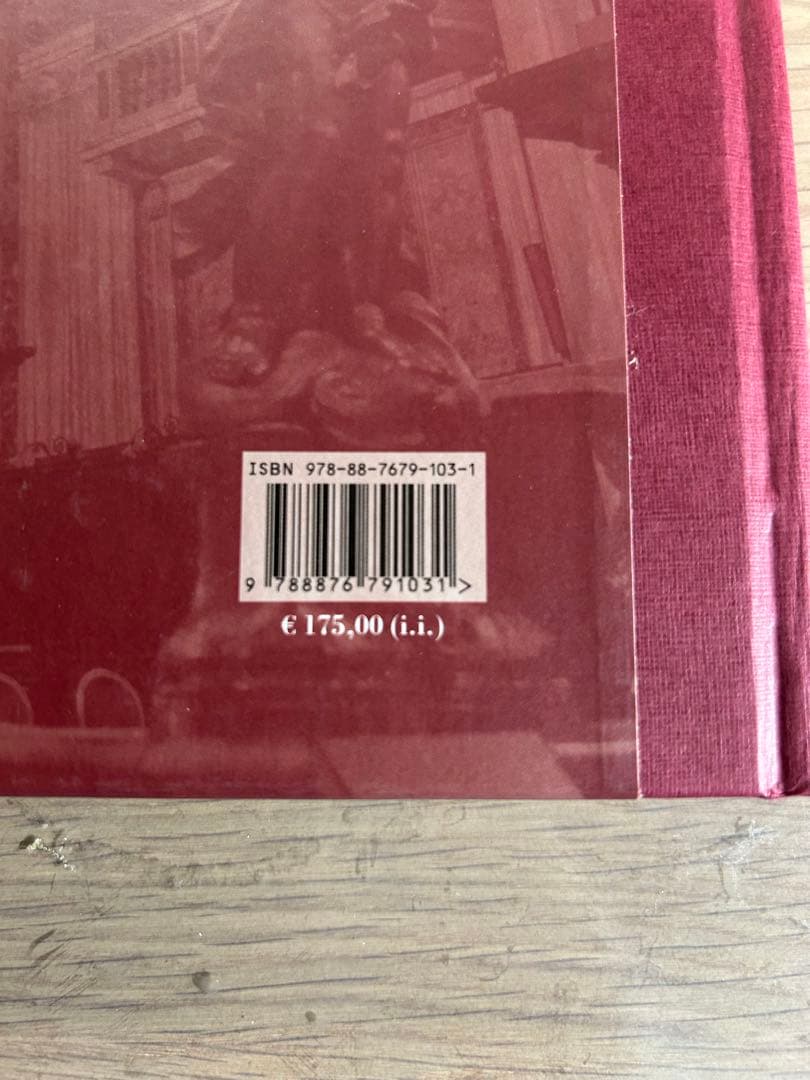 ISBN 978-88-7679-103-1
9 788876 791031 >
€ 175,00 (i.i.)